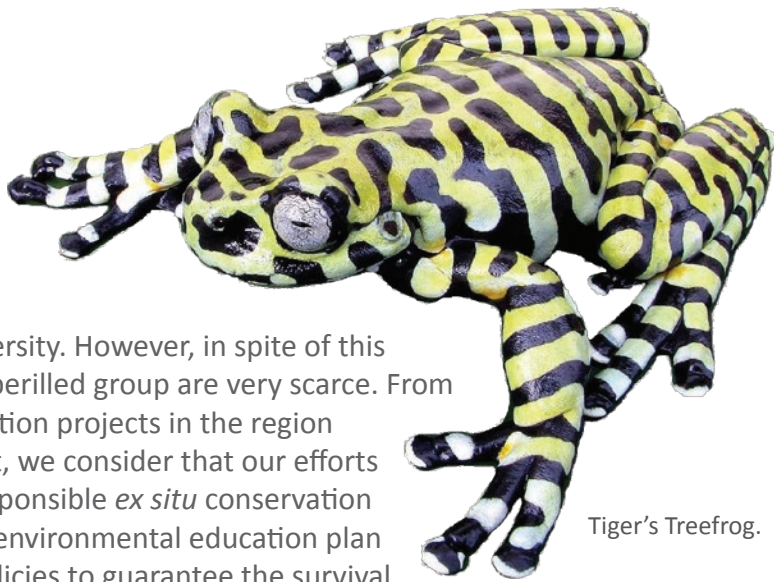 ersity. However, in spite of this
perilled group are very scarce. From
tion projects in the region
t, we consider that our efforts
ponsible ex situ conservation
environmental education plan
licies to guarantee the survival
Tiger’s Treefrog.